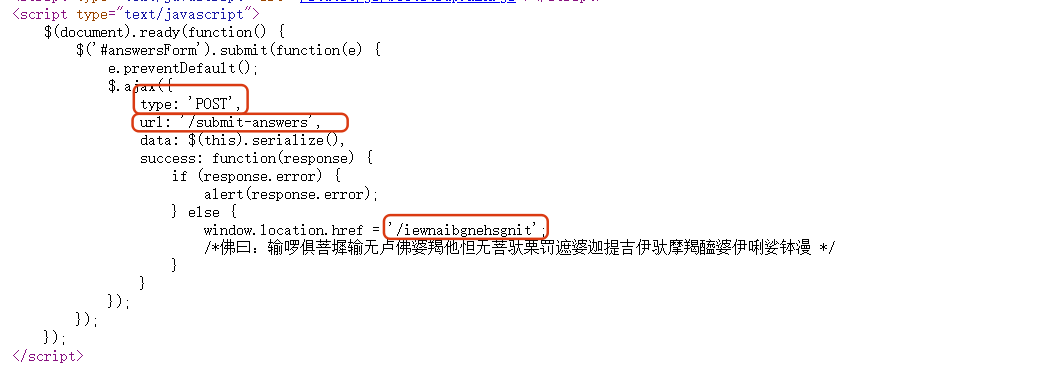 <script type="text/javascript">
$(document).ready(function() {
$('#answersForm').submit(function(e) {
e.preventDefault();
$.ajax({
type: 'POST',
url: '/submit-answers',
data: $(this).serialize(),
success: function(response) {
if (response.error) {
alert(response.error);
} else {
window.location.href = '/iewnaibgnehsgnit';
/*佛曰：输啰俱菩墀输无卢佛婆羯他怛无菩驮栗罚遮婆迦提吉伊驮摩羯醯婆伊唎娑钵漫 */
}
}
});
});
});
</script>